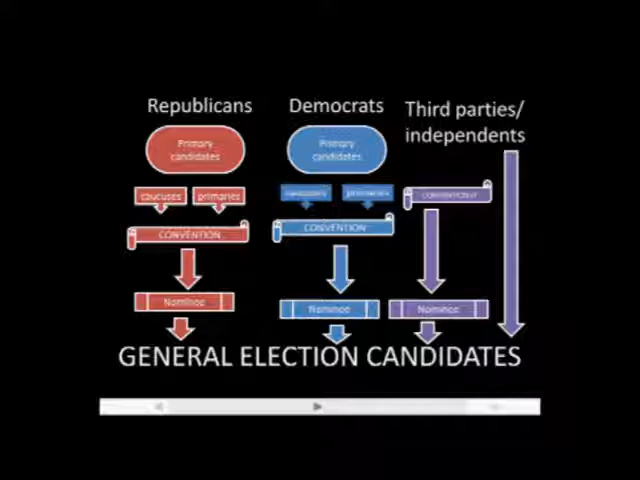 Republicans
Democrats
Third parties/
independents
Primary
candidates
Primary
candidates
caucuses
primaries
caucuses
primaries
CONVENTION
CONVENTION
Nominee
Nominee
Nominee
GENERAL ELECTION CANDIDATES